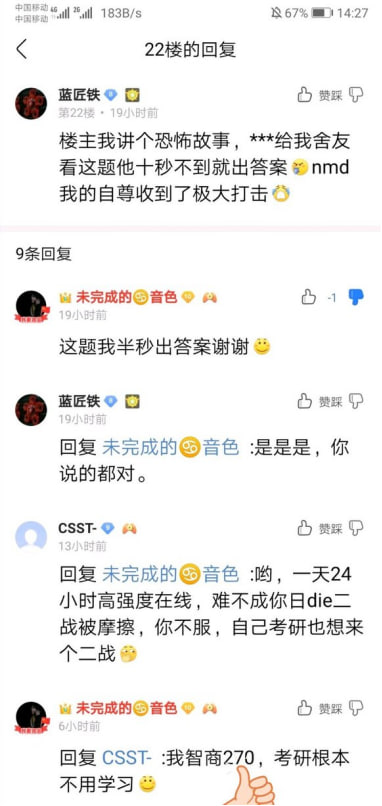 中国移动 4G 2G 183B/s 67% 14:27
中国移动
22楼的回复
蓝匠铁 赞踩
第22楼・19小时前
楼主我讲个恐怖故事，***给我舍友
看这题他十秒不到就出答案nmd
我的自尊收到了极大打击
9条回复
未完成的♋音色 10 -1
19小时前
这题我半秒出答案谢谢
蓝匠铁 赞踩
19小时前
回复 未完成的♋音色 :是是是，你
说的都对。
CSST- 赞踩
13小时前
回复 未完成的♋音色 :哟，一天24
小时高强度在线，难不成你日die二
战被摩擦，你不服，自己考研也想来
个二战
未完成的♋音色 10 赞踩
6小时前
回复 CSST- :我智商270，考研根本
不用学习